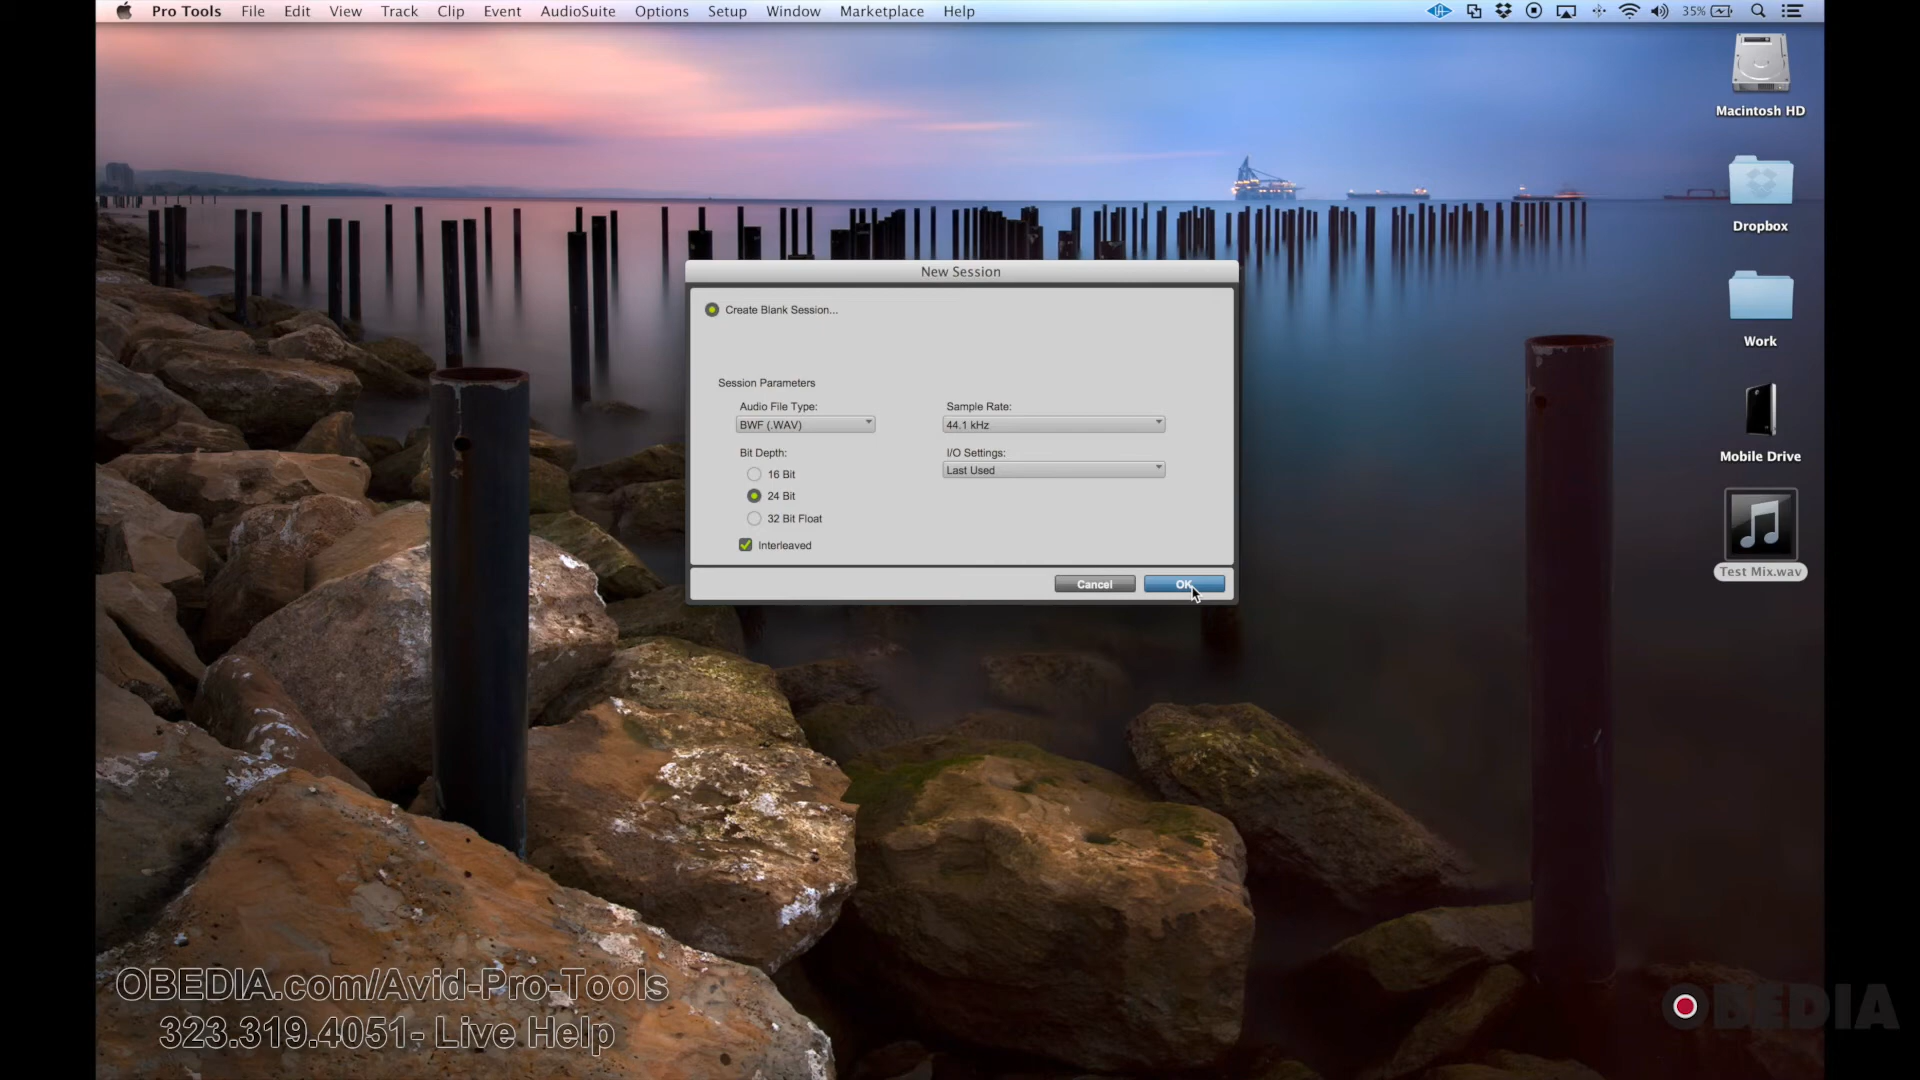 Pro Tools File Edit View Track Clip Event AudioSuite Options Setup Window Marketplace Help 35%
Macintosh HD
Dropbox
Work
Mobile Drive
Test Mix.wav
New Session
Create Blank Session...
Session Parameters
Audio File Type:
BWF (.WAV)
Sample Rate:
44.1 kHz
Bit Depth:
16 Bit
24 Bit
32 Bit Float
I/O Settings:
Last Used
Interleaved
Cancel
OK
OBEDIA.com/Avid-Pro-Tools
323.319.4051- Live Help
OBEDIA